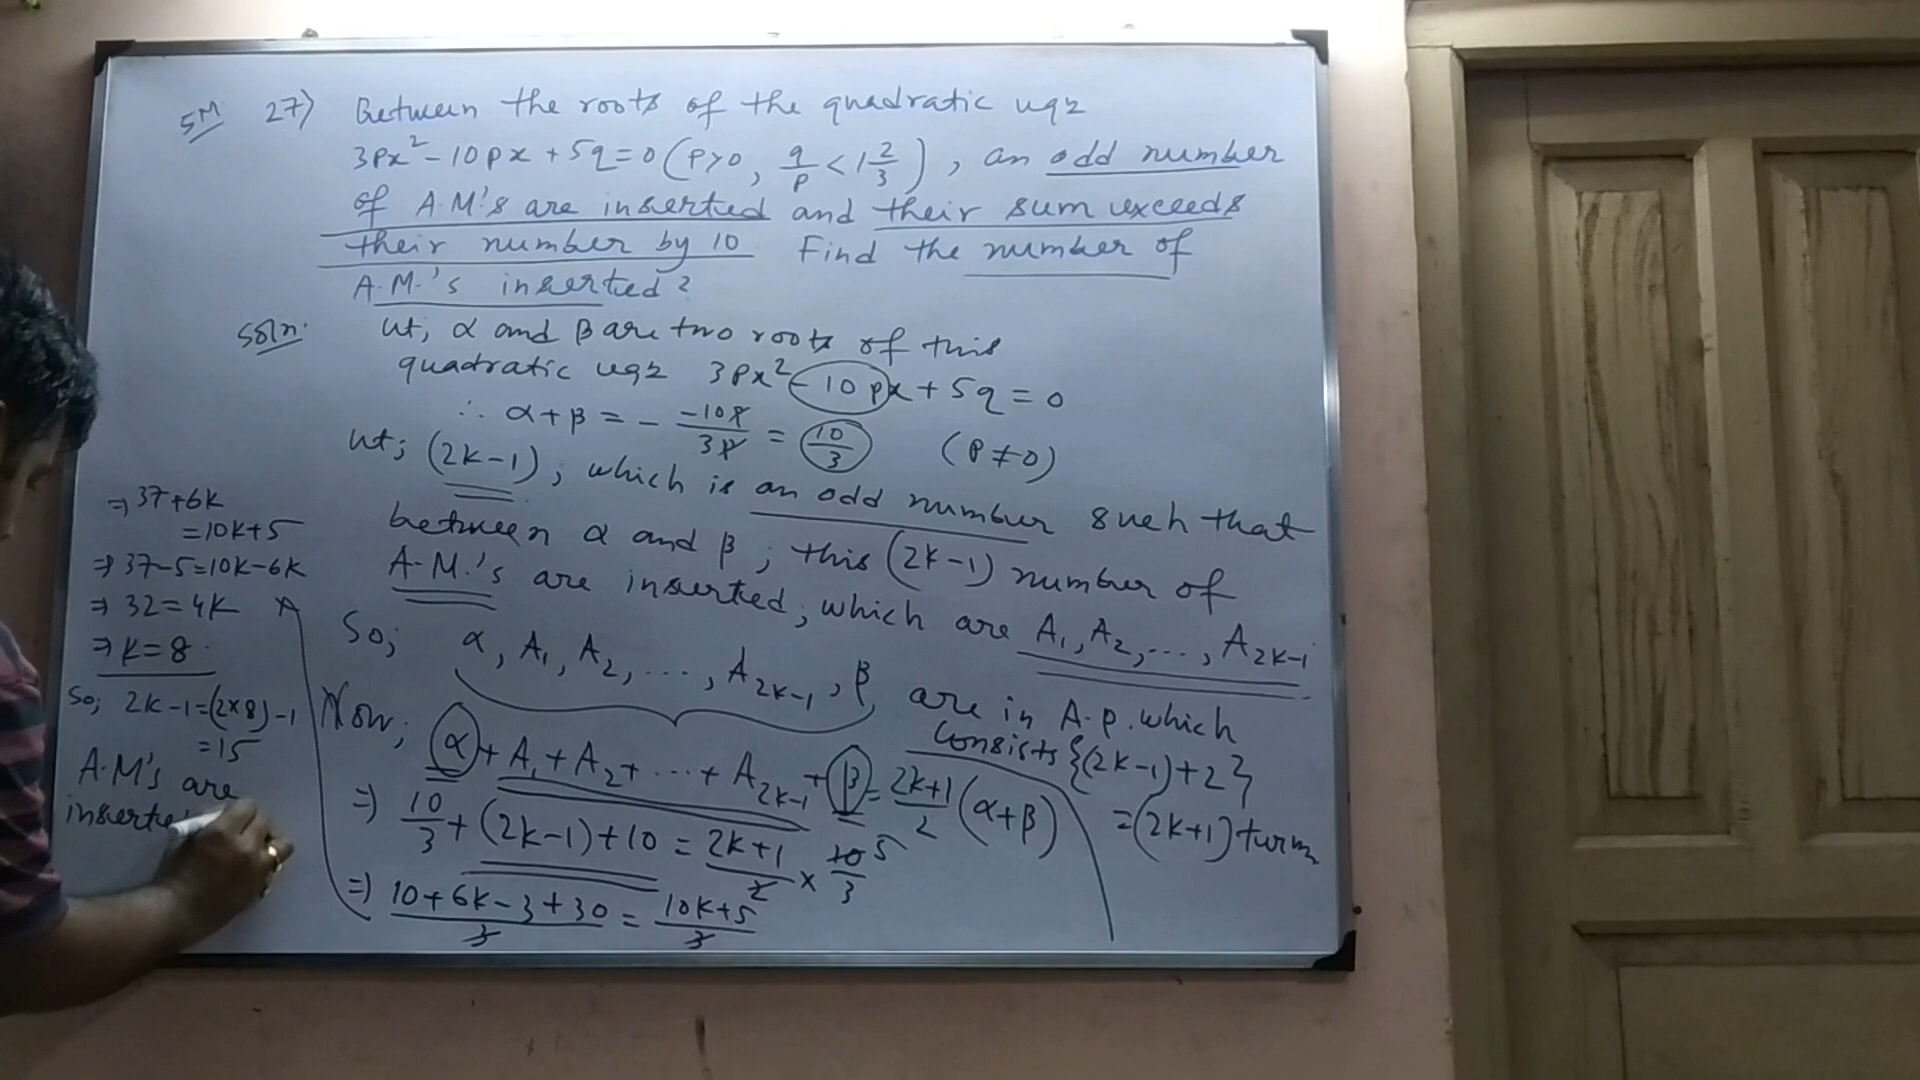 5M 27) Between the roots of the quadratic eqn
3px² - 10px + 5q = 0 (p>0, q/p < 1 2/3), an odd number
of A.M.'s are inserted and their sum exceeds
their number by 10. Find the number of
A.M.'s inserted?
Soln. Let, α and β are two roots of this
quadratic eqn 3px² - 10px + 5q = 0
∴ α+β = - -10p/3p = 10/3 (p ≠ 0)
Let; (2k-1), which is an odd number such that
between α and β; this (2k-1) number of
A.M.'s are inserted, which are A₁, A₂, ..., A₂ₖ₋₁
So; α, A₁, A₂, ..., A₂ₖ₋₁, β are in A.P. which
consists {(2k-1)+2}
= (2k+1) term
Now; α + A₁ + A₂ + ... + A₂ₖ₋₁ + β = 2k+1/2 (α+β)
⇒ 10/3 + (2k-1)+10 = 2k+1/2 × 10/3 5
⇒ 10+6k-3+30/3 = 10k+5/3
⇒ 37+6k
= 10k+5
⇒ 37-5=10k-6k
⇒ 32=4k
⇒ k=8
So; 2k-1=(2×8)-1
=15
A.M's are